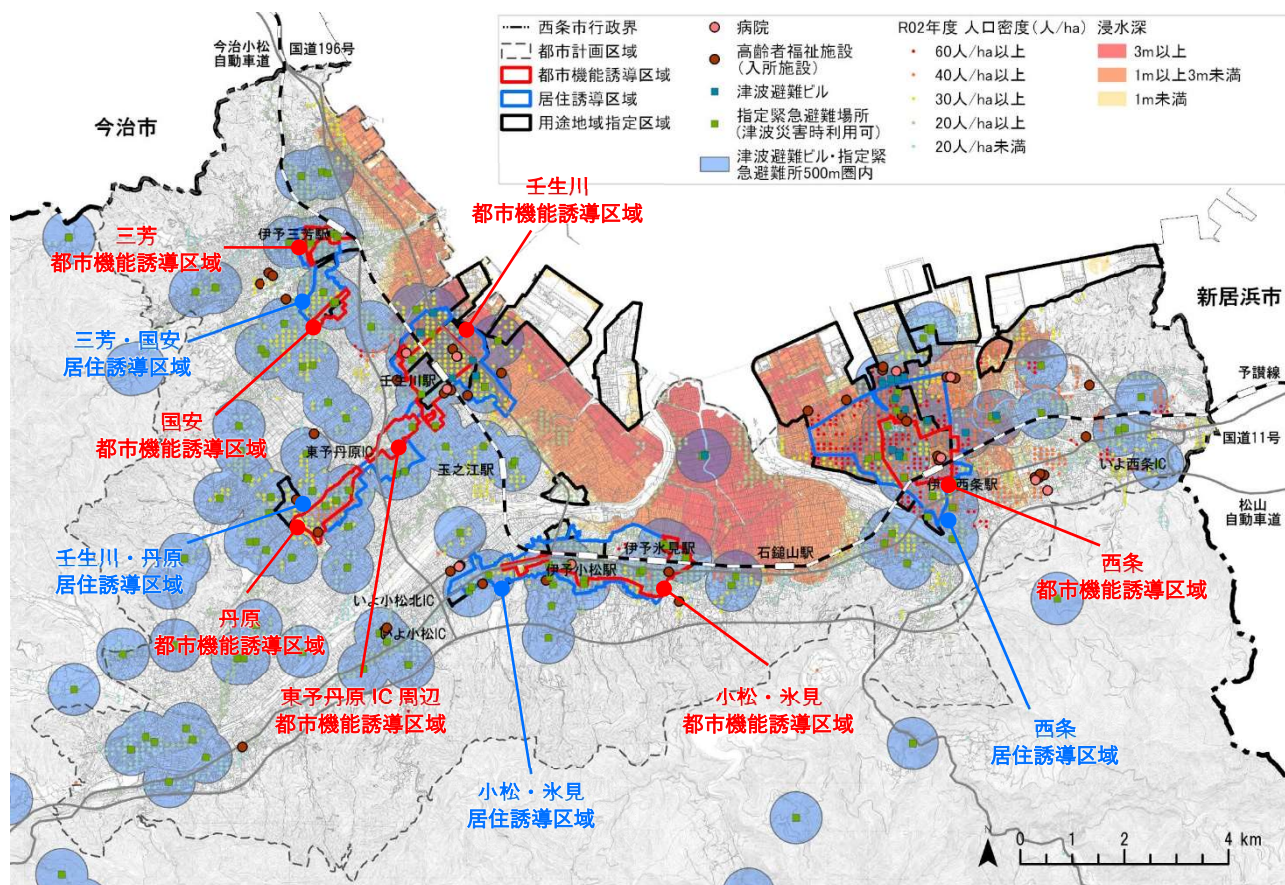 西条市行政界
都市計画区域
都市機能誘導区域
居住誘導区域
用途地域指定区域
病院
高齢者福祉施設
(入所施設)
津波避難ビル
指定緊急避難場所
(津波災害時利用可)
津波避難ビル・指定緊
急避難所500m圏内
R02年度 人口密度(人/ha)
60人/ha以上
40人/ha以上
30人/ha以上
20人/ha以上
20人/ha未満
浸水深
3m以上
1m以上3m未満
1m未満
今治小松
自動車道
国道196号
今治市
壬生川
都市機能誘導区域
三芳
都市機能誘導区域
伊予三芳駅
三芳・国安
居住誘導区域
国安
都市機能誘導区域
壬生川駅
新居浜市
予讃線
国道11号
いよ西条IC
松山
自動車道
東予丹原IC
玉之江駅
伊予西条駅
壬生川・丹原
居住誘導区域
石鎚山駅
伊予氷見駅
伊予小松駅
西条
都市機能誘導区域
いよ小松北IC
丹原
都市機能誘導区域
いよ小松IC
東予丹原 IC 周辺
都市機能誘導区域
小松・氷見
都市機能誘導区域
西条
居住誘導区域
小松・氷見
居住誘導区域
N
0 1 2 4 km